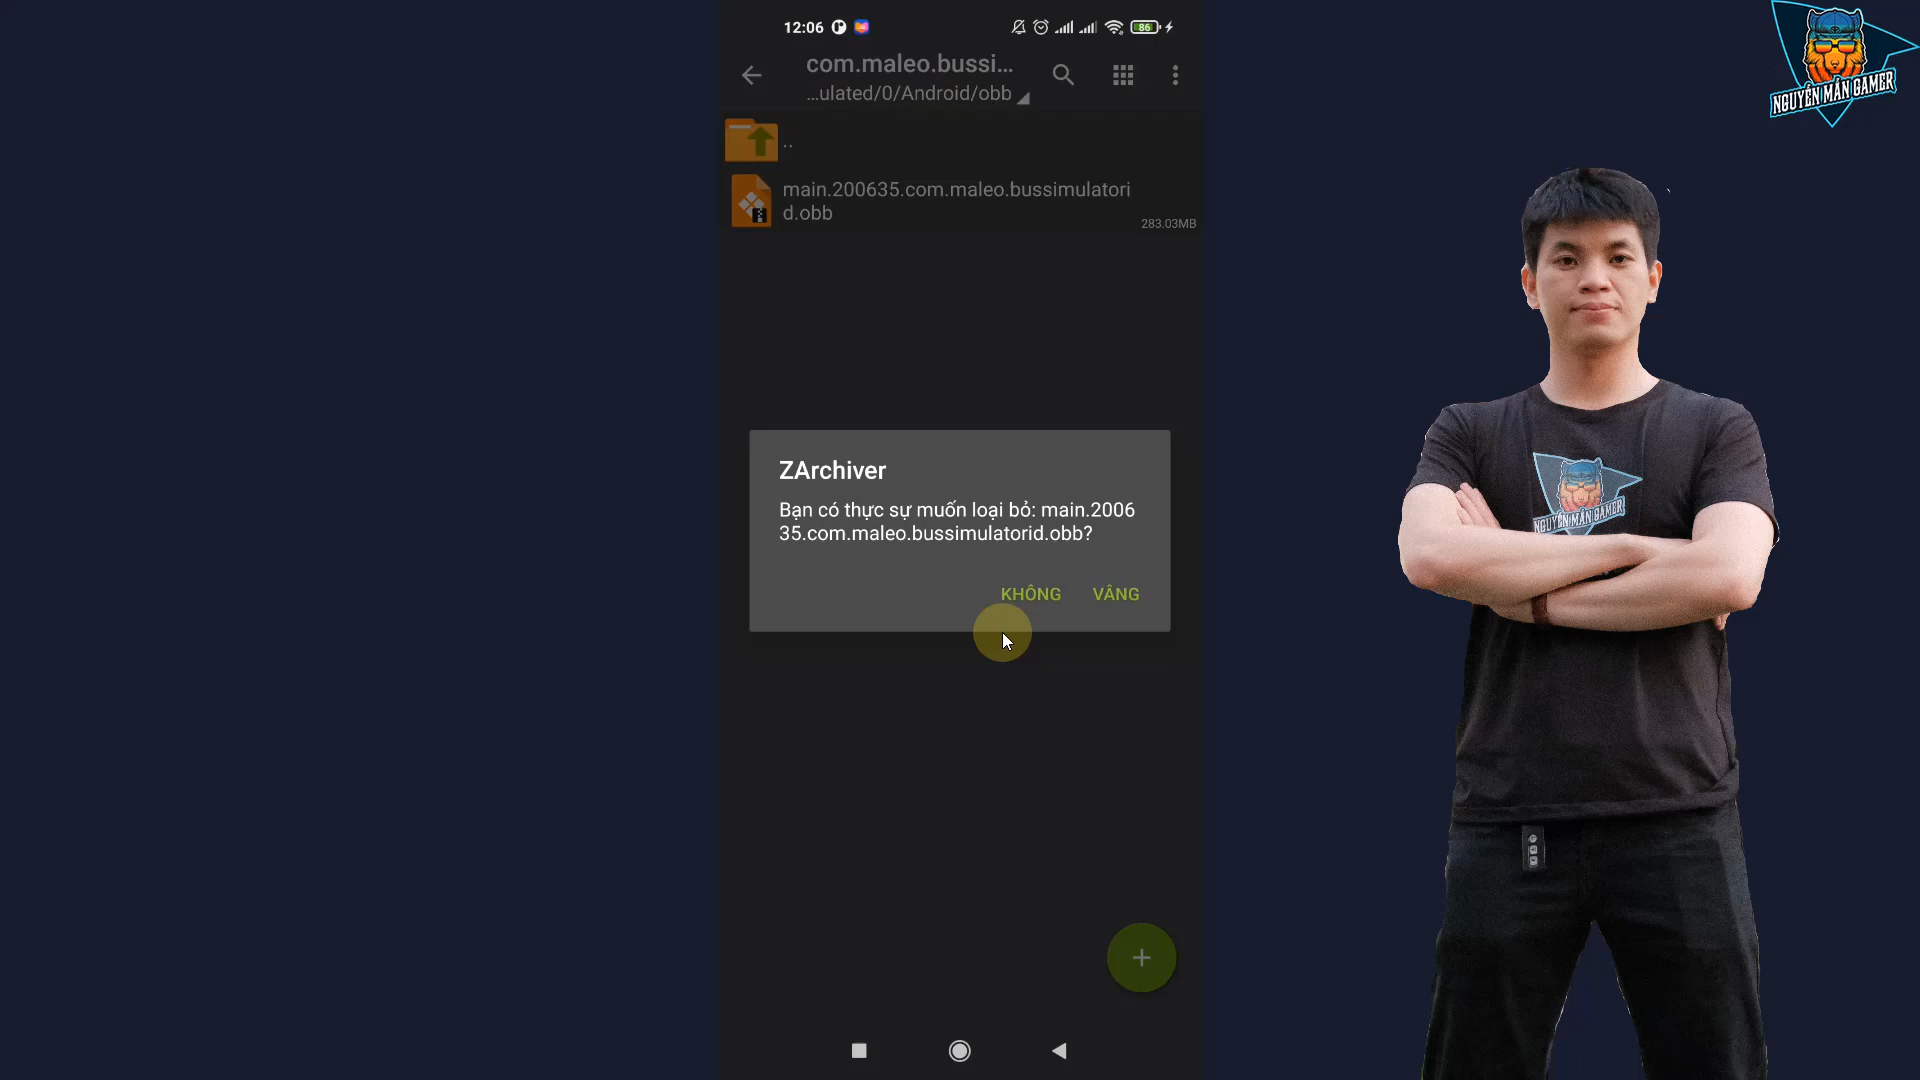 12:06
86
com.maleo.bussi...
...ulated/0/Android/obb
..
main.200635.com.maleo.bussimulatori
d.obb
283.03MB
ZArchiver
Bạn có thực sự muốn loại bỏ: main.2006
35.com.maleo.bussimulatorid.obb?
KHÔNG
VÂNG
NGUYÊN MẪN GAMER
NGUYÊN MẪN GAMER